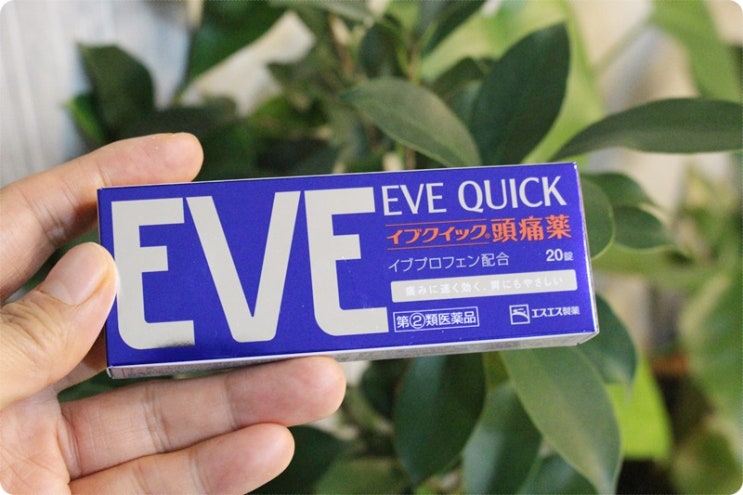 EVE
EVE QUICK
イブクイック®頭痛薬
イブプロフェン配合
20錠
痛みに速く効く、胃にもやさしい
指②類医薬品
エスエス製薬